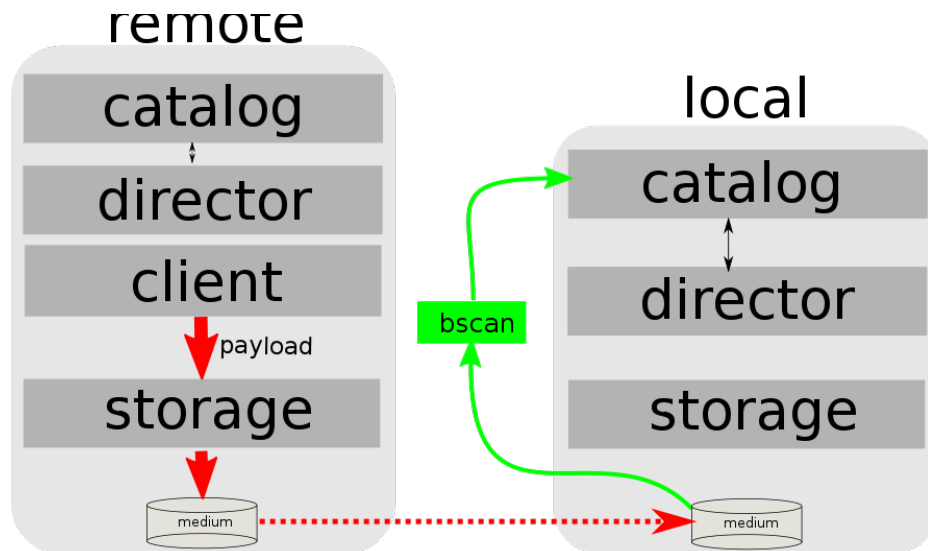 remote
catalog
director
client
payload
storage
medium
bscan
local
catalog
director
storage
medium